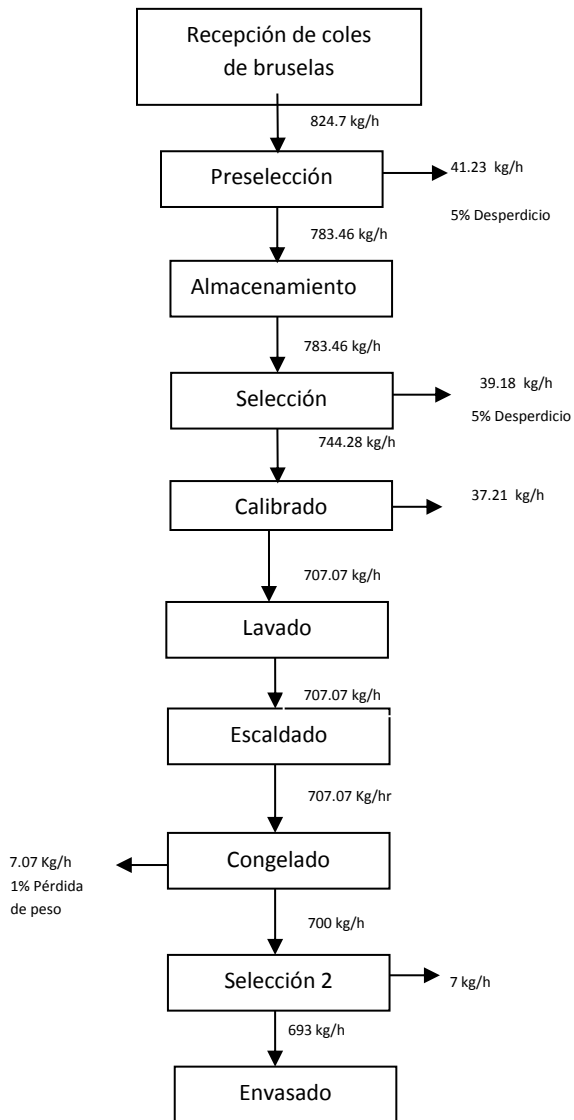 Recepción de coles
de bruselas
824.7 kg/h
Preselección
41.23 kg/h
5% Desperdicio
783.46 kg/h
Almacenamiento
783.46 kg/h
Selección
39.18 kg/h
5% Desperdicio
744.28 kg/h
Calibrado
37.21 kg/h
707.07 kg/h
Lavado
707.07 kg/h
Escaldado
707.07 Kg/hr
Congelado
7.07 Kg/h
1% Pérdida
de peso
700 kg/h
Selección 2
7 kg/h
693 kg/h
Envasado